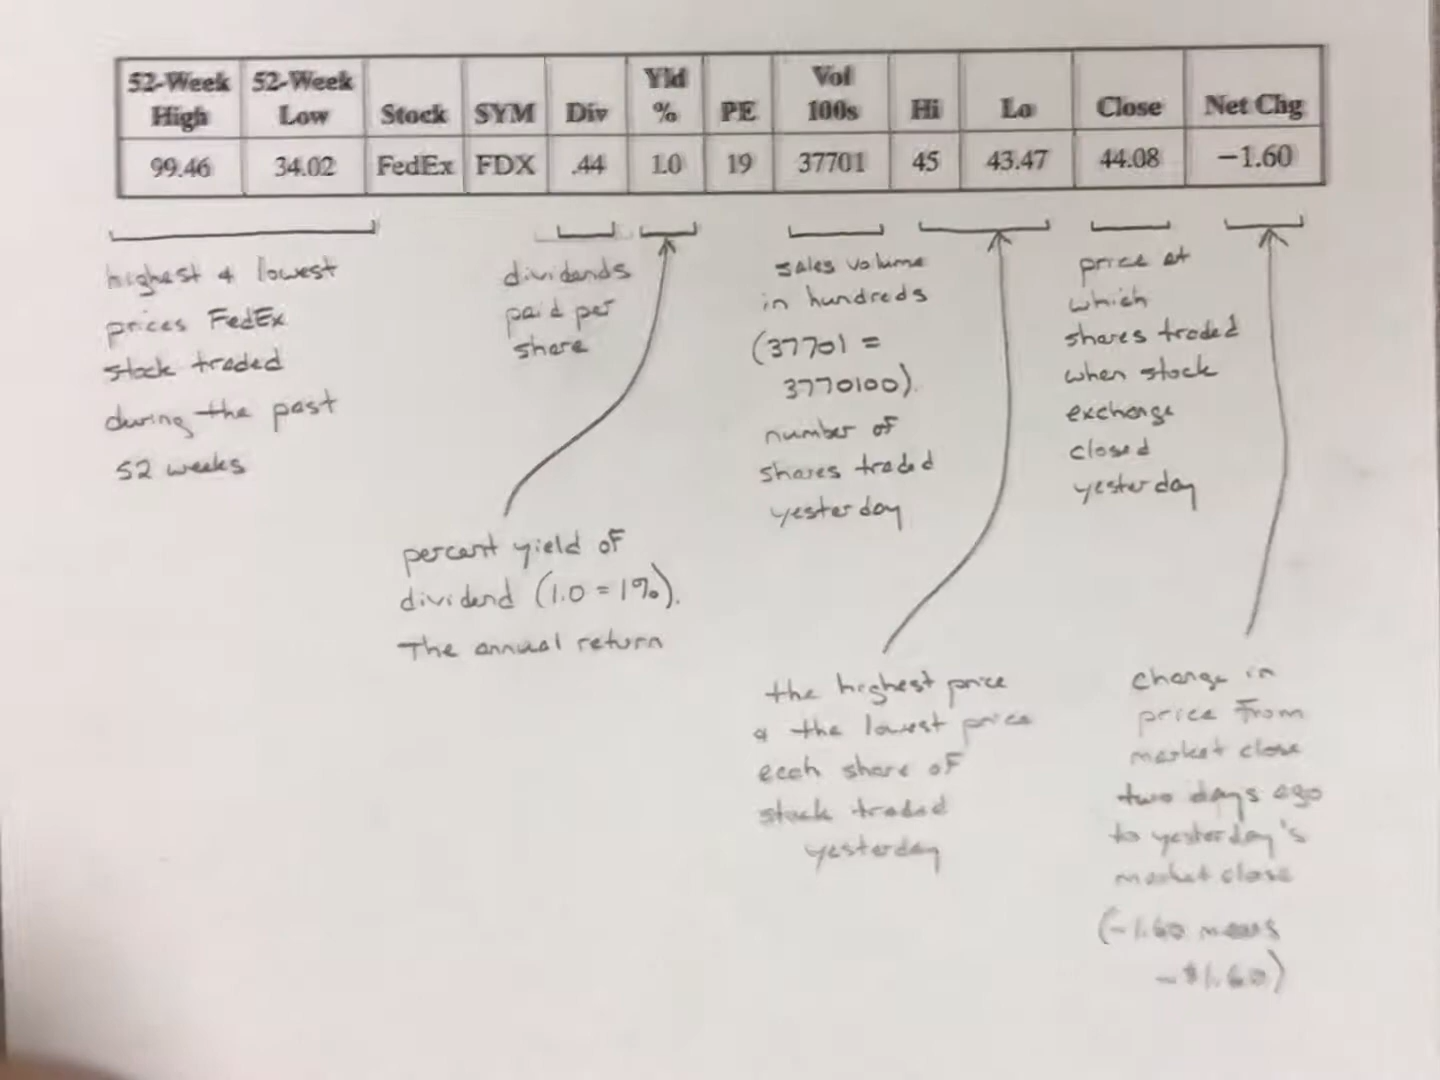 52-Week High 52-Week Low Stock SYM Div Yld % PE Vol 100s Hi Lo Close Net Chg
99.46 34.02 FedEx FDX .44 1.0 19 37701 45 43.47 44.08 −1.60
highest & lowest
prices FedEx
stock traded
during the past
52 weeks
dividends
paid per
share
percent yield of
dividend (1.0 = 1%).
The annual return
sales volume
in hundreds
(37701 =
3770100).
number of
shares traded
yesterday
the highest price
& the lowest price
each share of
stock traded
yesterday
price at
which
shares traded
when stock
exchange
closed
yesterday
change in
price from
market close
two days ago
to yesterday's
market close
(-1.60 means
-$1.60)